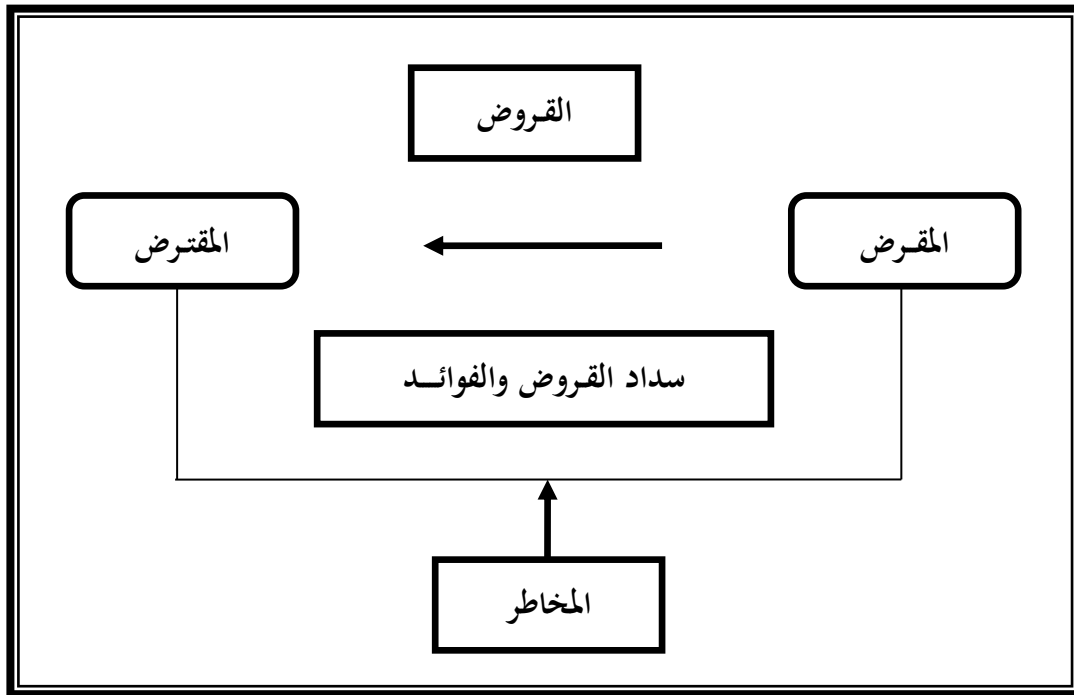 القروض
المقرض
المقترض
سداد القروض والفوائد
المخاطر